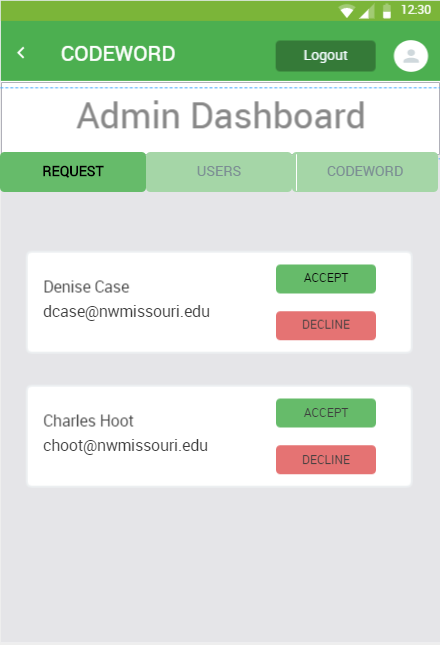 12:30
CODEWORD
Logout
Admin Dashboard
REQUEST
USERS
CODEWORD
Denise Case
dcase@nwmissouri.edu
ACCEPT
DECLINE
Charles Hoot
choot@nwmissouri.edu
ACCEPT
DECLINE